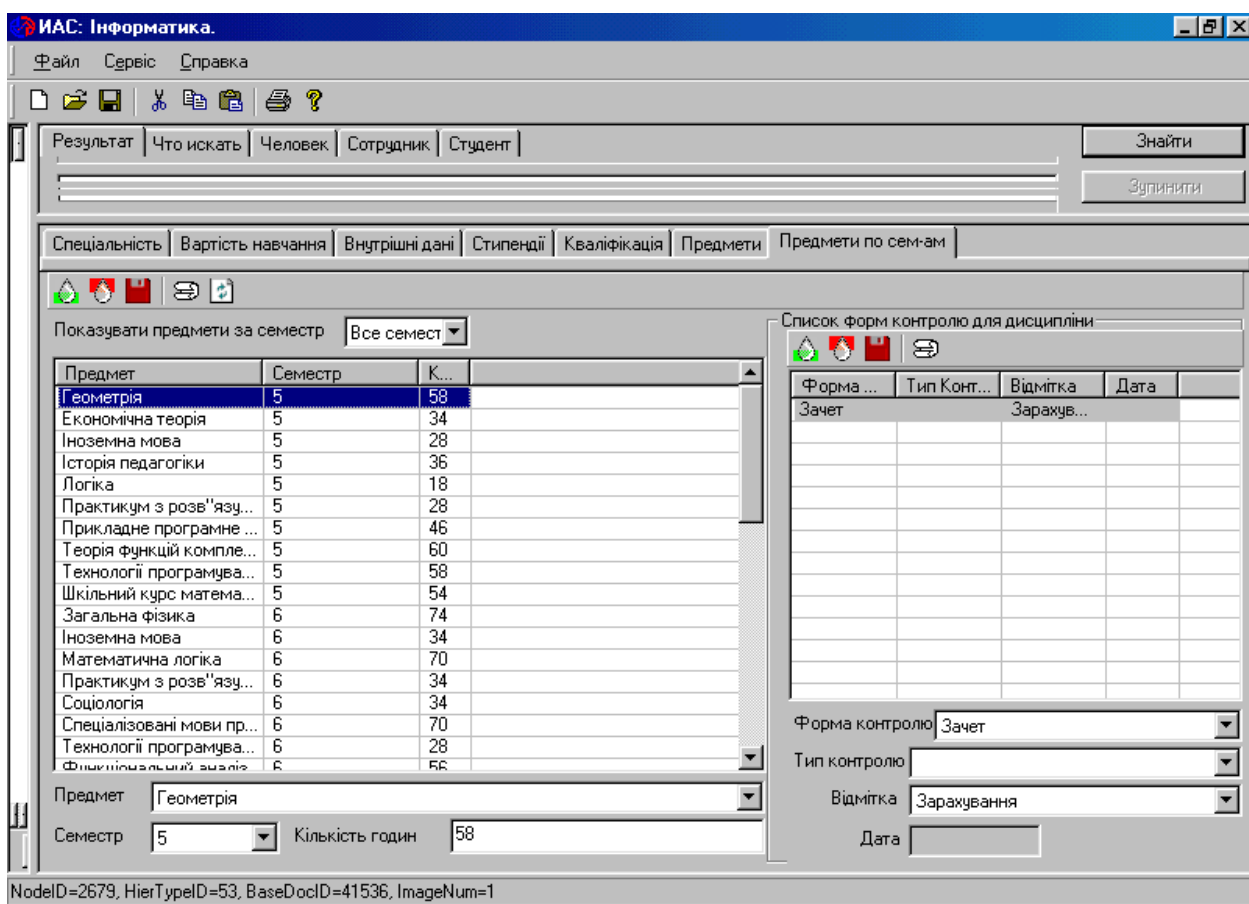 ИАС: Інформатика.
Файл Сервіс Справка
Результат Что искать Человек Сотрудник Студент
Знайти
Зупинити
Спеціальність Вартість навчання Внутрішні дані Стипендії Кваліфікація Предмети Предмети по сем-ам
Показувати предмети за семестр Все семест
Предмет Семестр К...
Геометрія 5 58
Економічна теорія 5 34
Іноземна мова 5 28
Історія педагогіки 5 36
Логіка 5 18
Практикум з розв"язу... 5 28
Прикладне програмне ... 5 46
Теорія функцій компле... 5 60
Технології програмува... 5 58
Шкільний курс матема... 5 54
Загальна фізика 6 74
Іноземна мова 6 34
Математична логіка 6 70
Практикум з розв"язу... 6 34
Соціологія 6 34
Спеціалізовані мови пр... 6 70
Технології програмува... 6 28
Функціональний аналіз 6 56
Предмет Геометрія
Семестр 5 Кількість годин 58
Список форм контролю для дисципліни
Форма ... Тип Конт... Відмітка Дата
Зачет Зарахув...
Форма контролю Зачет
Тип контролю
Відмітка Зарахування
Дата
NodeID=2679, HierTypeID=53, BaseDocID=41536, ImageNum=1